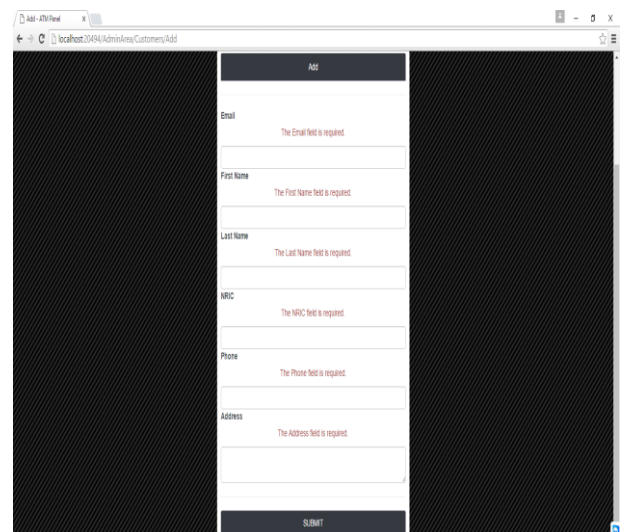 Add - ATM Panel
localhost:20494/AdminArea/Customers/Add
Add
Email
The Email field is required.
First Name
The First Name field is required.
Last Name
The Last Name field is required.
NRIC
The NRIC field is required.
Phone
The Phone field is required.
Address
The Address field is required.
SUBMIT